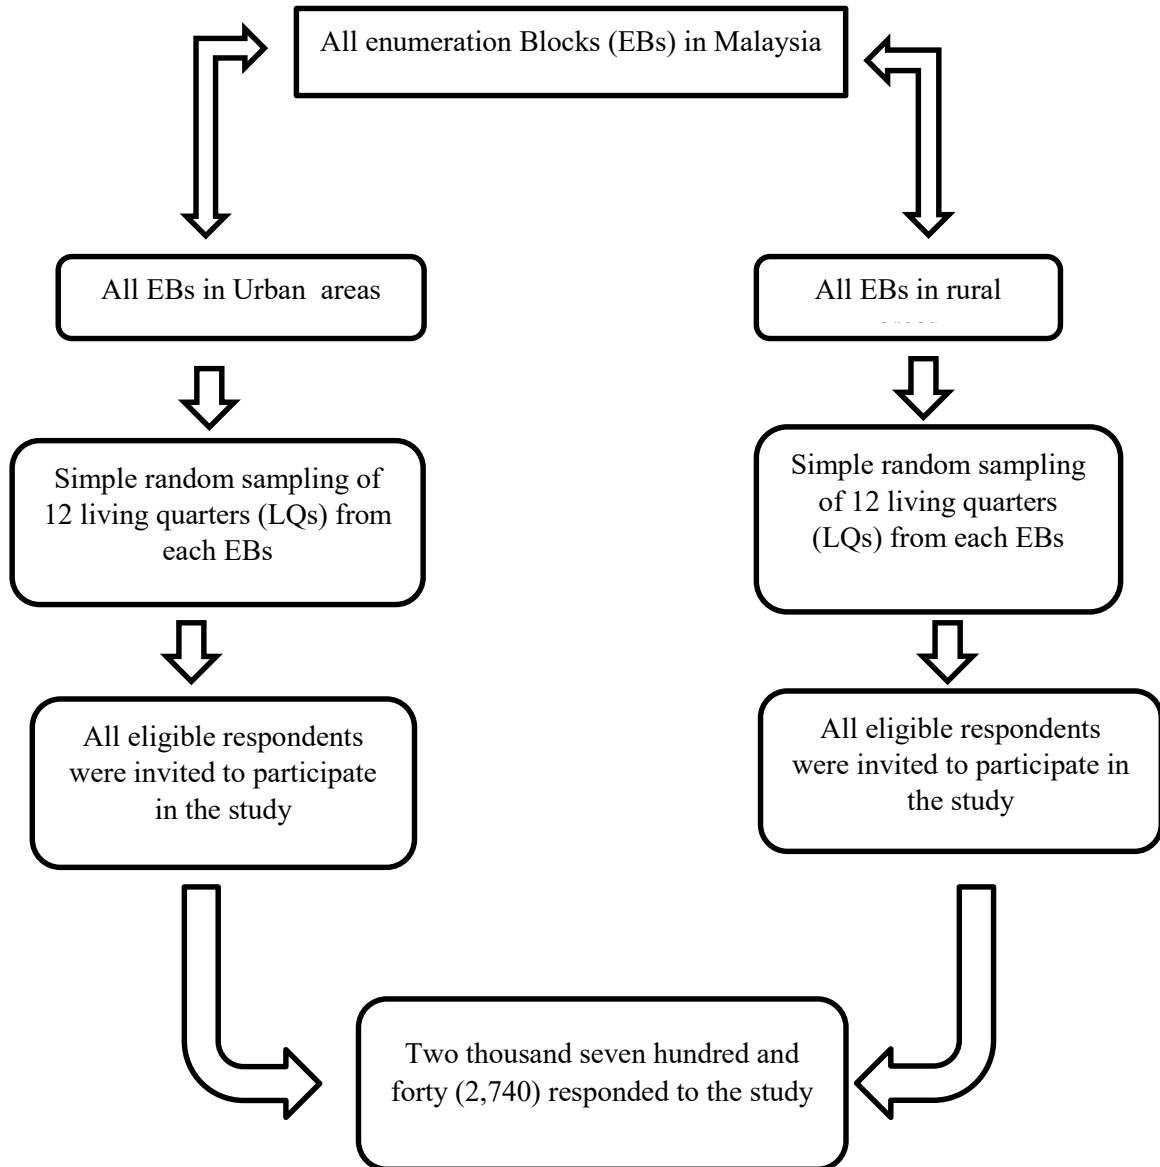 All enumeration Blocks (EBs) in Malaysia
All EBs in Urban areas
All EBs in rural
Simple random sampling of
12 living quarters (LQs) from
each EBs
Simple random sampling
of 12 living quarters
(LQs) from each EBs
All eligible respondents
were invited to participate
in the study
All eligible respondents
were invited to participate in
the study
Two thousand seven hundred and
forty (2,740) responded to the study